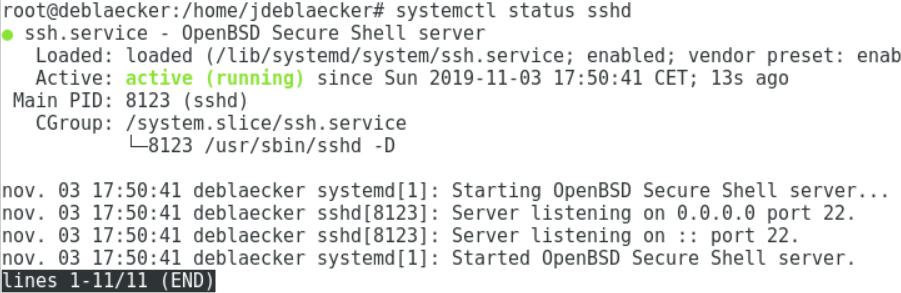 root@deblaecker:/home/jdeblaecker# systemctl status sshd
● ssh.service - OpenBSD Secure Shell server
   Loaded: loaded (/lib/systemd/system/ssh.service; enabled; vendor preset: enab
   Active: active (running) since Sun 2019-11-03 17:50:41 CET; 13s ago
 Main PID: 8123 (sshd)
   CGroup: /system.slice/ssh.service
           └─8123 /usr/sbin/sshd -D

nov. 03 17:50:41 deblaecker systemd[1]: Starting OpenBSD Secure Shell server...
nov. 03 17:50:41 deblaecker sshd[8123]: Server listening on 0.0.0.0 port 22.
nov. 03 17:50:41 deblaecker sshd[8123]: Server listening on :: port 22.
nov. 03 17:50:41 deblaecker systemd[1]: Started OpenBSD Secure Shell server.
lines 1-11/11 (END)